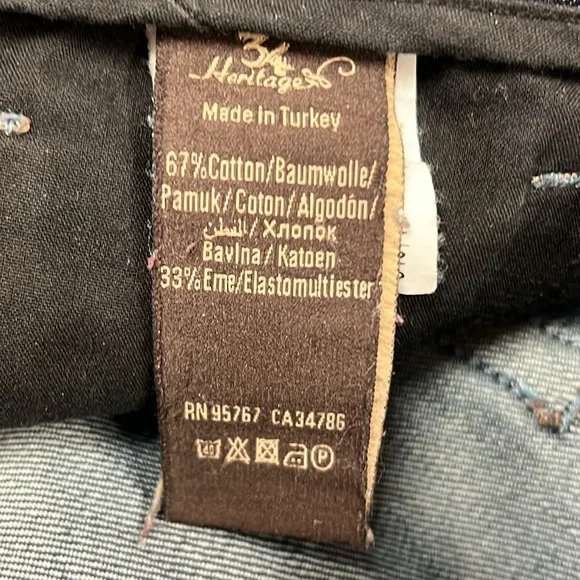 34
Heritage
Made in Turkey
67%Cotton/Baumwolle/
Pamuk/Coton/Algodón/
القطن/Хлопок
Bavlna/Katoen
33%Eme/Elastomultiester
RN 95767 CA34786
40 P